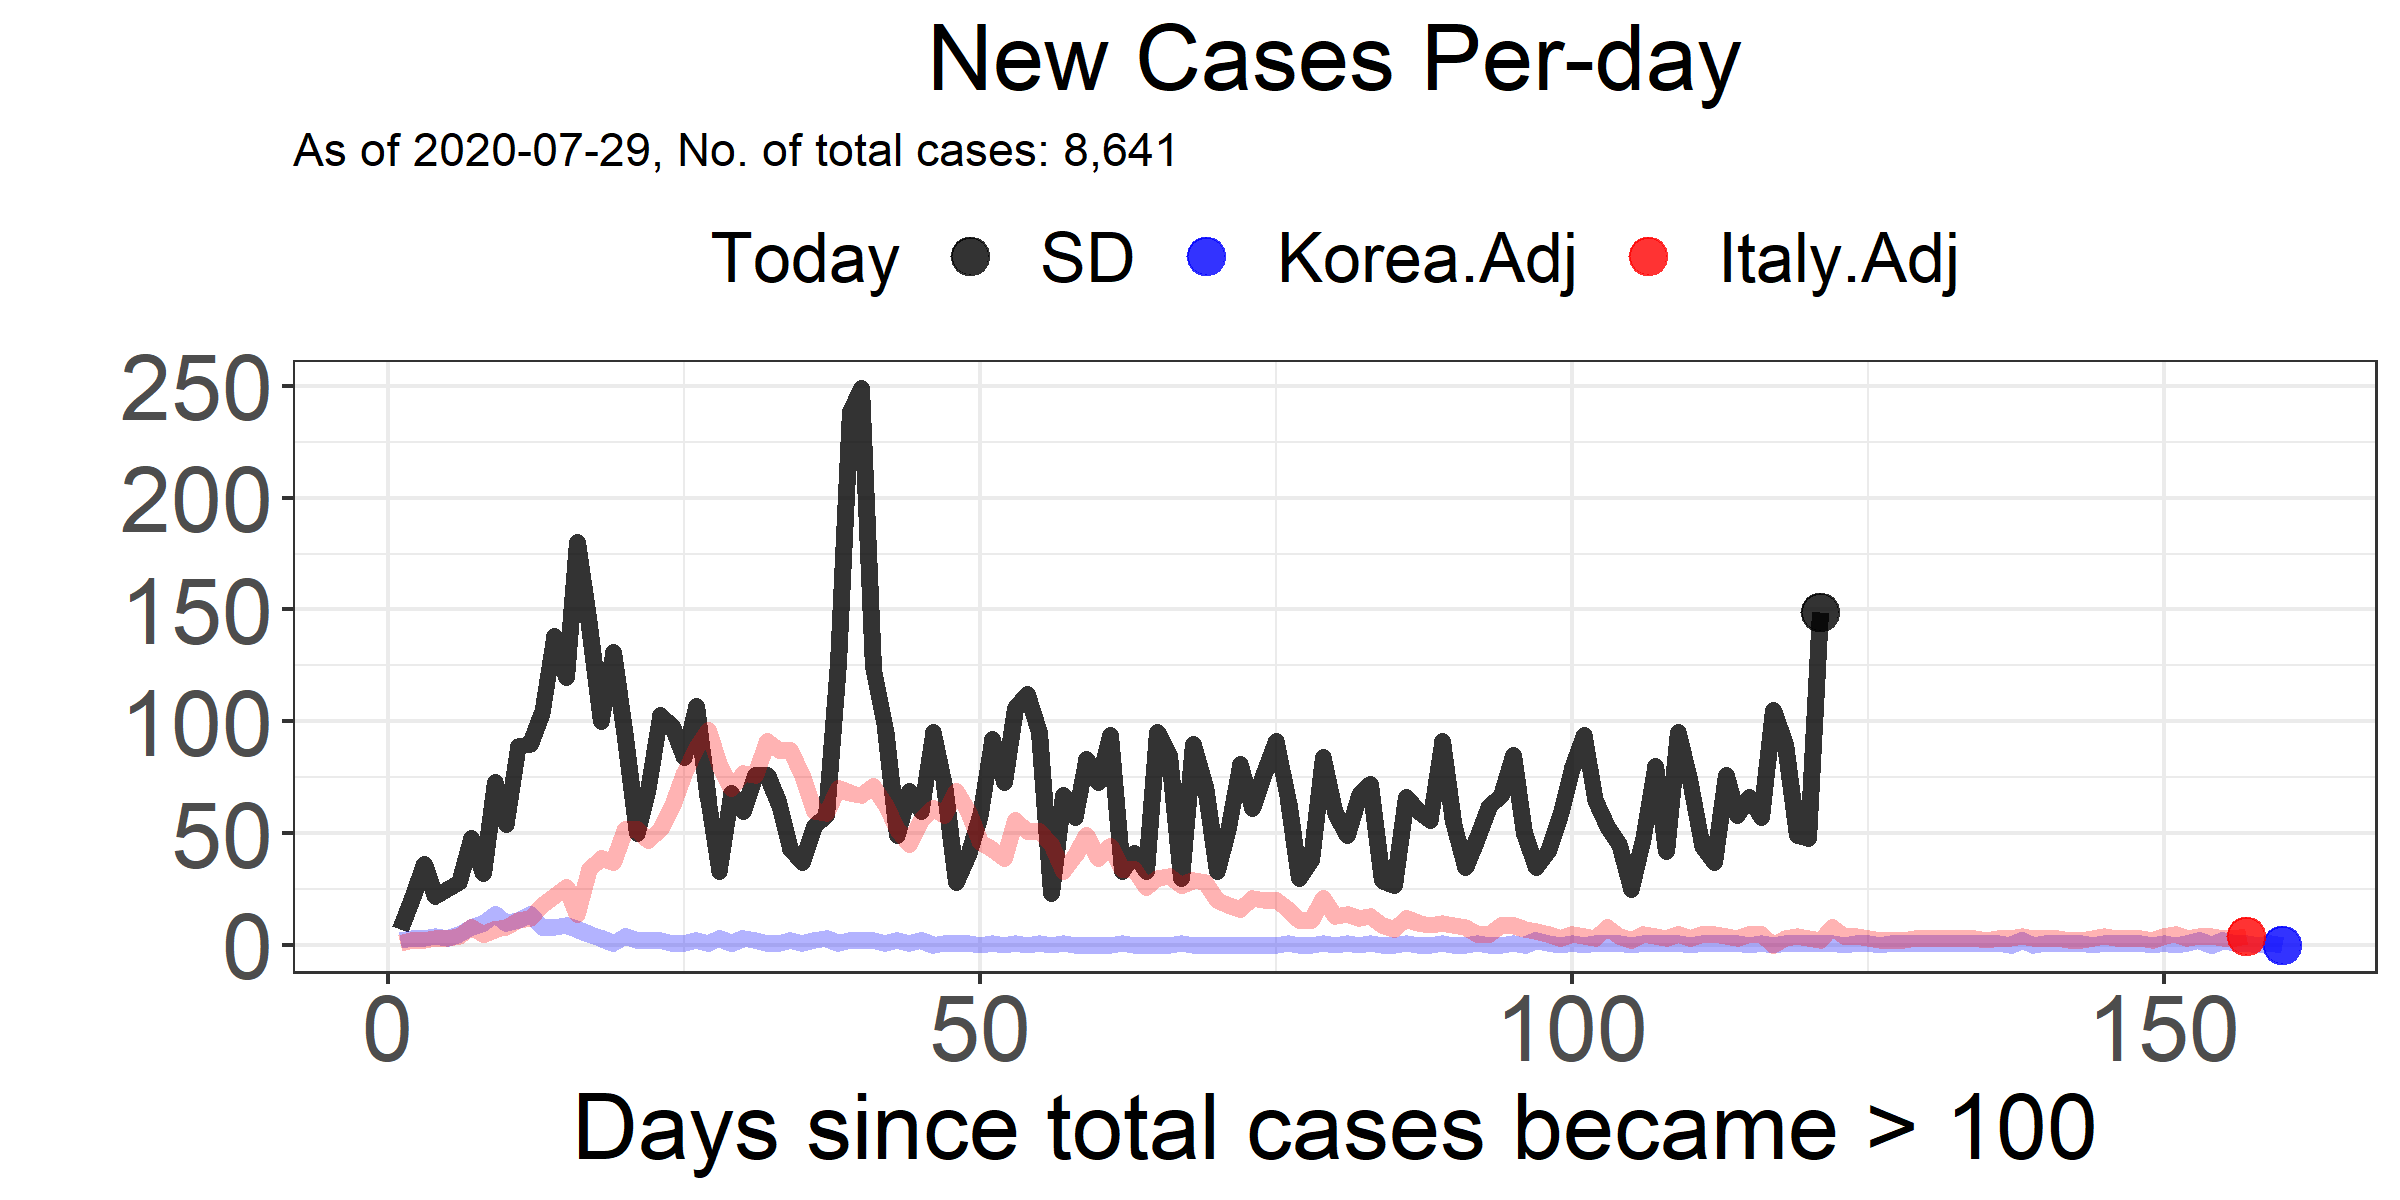 New Cases Per-day
As of 2020-07-29, No. of total cases: 8,641
Today SD Korea.Adj Italy.Adj
250
200
150
100
50
0
0 50 100 150
Days since total cases became > 100